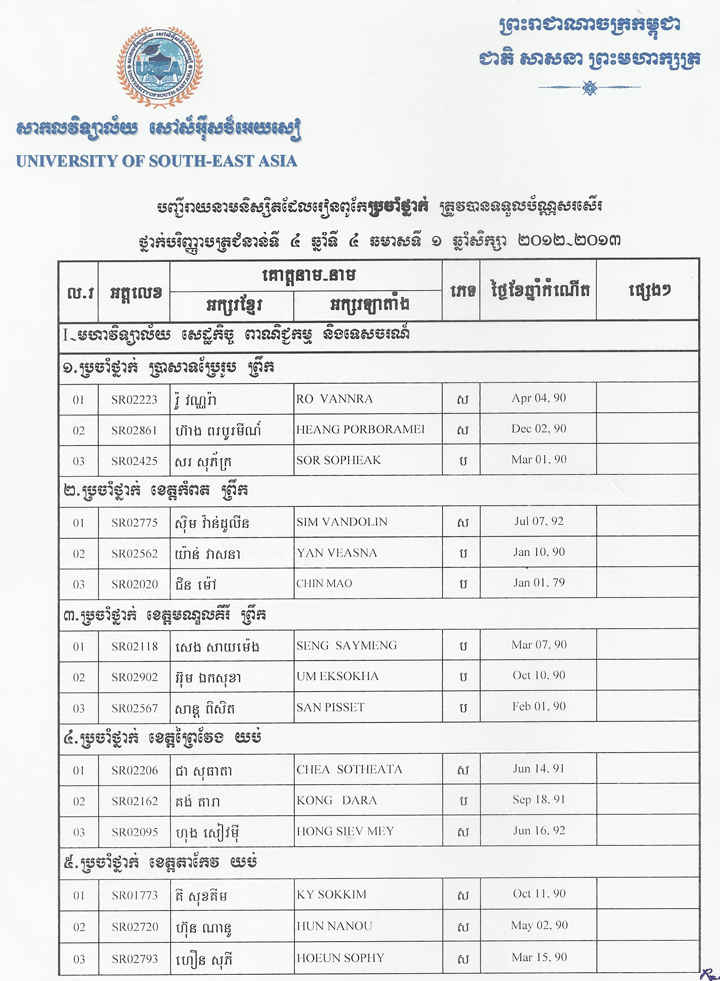 ព្រះរាជាណាចក្រកម្ពុជា
ជាតិ សាសនា ព្រះមហាក្សត្រ
UNIVERSITY OF SOUTH-EAST ASIA
សាកលវិទ្យាល័យ សៅស៍អ៊ីសថ៍អេយសៀ
UNIVERSITY OF SOUTH-EAST ASIA
បញ្ជីរាយនាមនិស្សិតដែលរៀនពូកែប្រចាំថ្នាក់ ត្រូវបានទទួលប័ណ្ណសរសើរ
ថ្នាក់បរិញ្ញាបត្រជំនាន់ទី ៤ ឆ្នាំទី ៤ ឆមាសទី ១ ឆ្នាំសិក្សា ២០១២-២០១៣
ល.រ អត្តលេខ គោត្តនាម-នាម ភេទ ថ្ងៃខែឆ្នាំកំណើត ផ្សេងៗ
អក្សរខ្មែរ អក្សរឡាតាំង
I-មហាវិទ្យាល័យ សេដ្ឋកិច្ច ពាណិជ្ជកម្ម និងទេសចរណ៍
១.ប្រចាំថ្នាក់ ប្រាសាទប្រែរូប ព្រឹក
01 SR02223 រ៉ូ វណ្ណរ៉ា RO VANNRA ស Apr 04, 90
02 SR02861 ហ៊ាង ពរបូរមីណ៍ HEANG PORBORAMEI ស Dec 02, 90
03 SR02425 សរ សុភ័ក្រ SOR SOPHEAK ប Mar 01, 90
២.ប្រចាំថ្នាក់ ខេត្តកំពត ព្រឹក
01 SR02775 ស៊ិម វ៉ាន់ដូលីន SIM VANDOLIN ស Jul 07, 92
02 SR02562 យ៉ាន់ វាសនា YAN VEASNA ប Jan 10, 90
03 SR02020 ជិន ម៉ៅ CHIN MAO ប Jan 01, 79
៣.ប្រចាំថ្នាក់ ខេត្តមណ្ឌលគីរី ព្រឹក
01 SR02118 សេង សាយម៉េង SENG SAYMENG ប Mar 07, 90
02 SR02902 អ៊ុម ឯកសុខា UM EKSOKHA ប Oct 10, 90
03 SR02567 សាន្ត ពិសិត SAN PISSET ប Feb 01, 90
៤.ប្រចាំថ្នាក់ ខេត្តព្រៃវែង យប់
01 SR02206 ជា សុធាតា CHEA SOTHEATA ស Jun 14, 91
02 SR02162 គង់ តារា KONG DARA ប Sep 18, 91
03 SR02095 ហុង សៀវម៉ី HONG SIEV MEY ស Jun 16, 92
៥.ប្រចាំថ្នាក់ ខេត្តតាកែវ យប់
01 SR01773 គី សុខគីម KY SOKKIM ស Oct 11, 90
02 SR02720 ហ៊ុន ណានូ HUN NANOU ស May 02, 90
03 SR02793 ហឿន សុភី HOEUN SOPHY ស Mar 15, 90